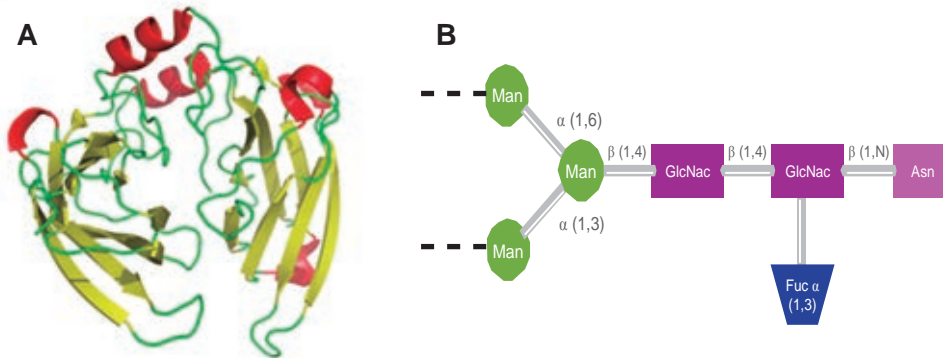 A
B
Man
α (1,6)
Man
β (1,4)
GlcNac
β (1,4)
GlcNac
β (1,N)
Asn
α (1,3)
Man
Fuc α
(1,3)